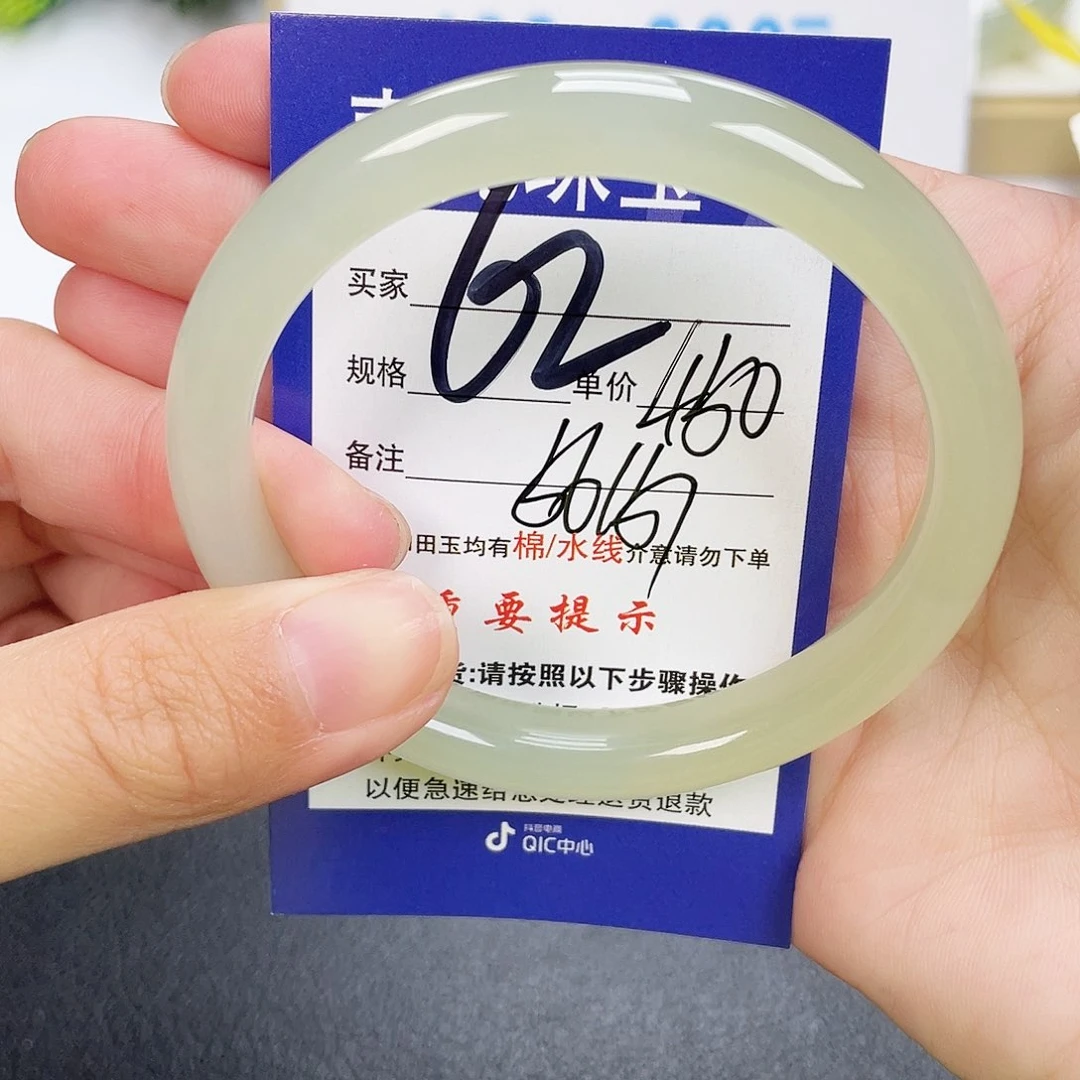 珠宝
买家
62
规格 单价
460
备注
田玉均有棉/水线介意请勿下单
要提示
货:请按照以下步骤操作
以便急速给您处理退货退款
抖音电商
QIC中心